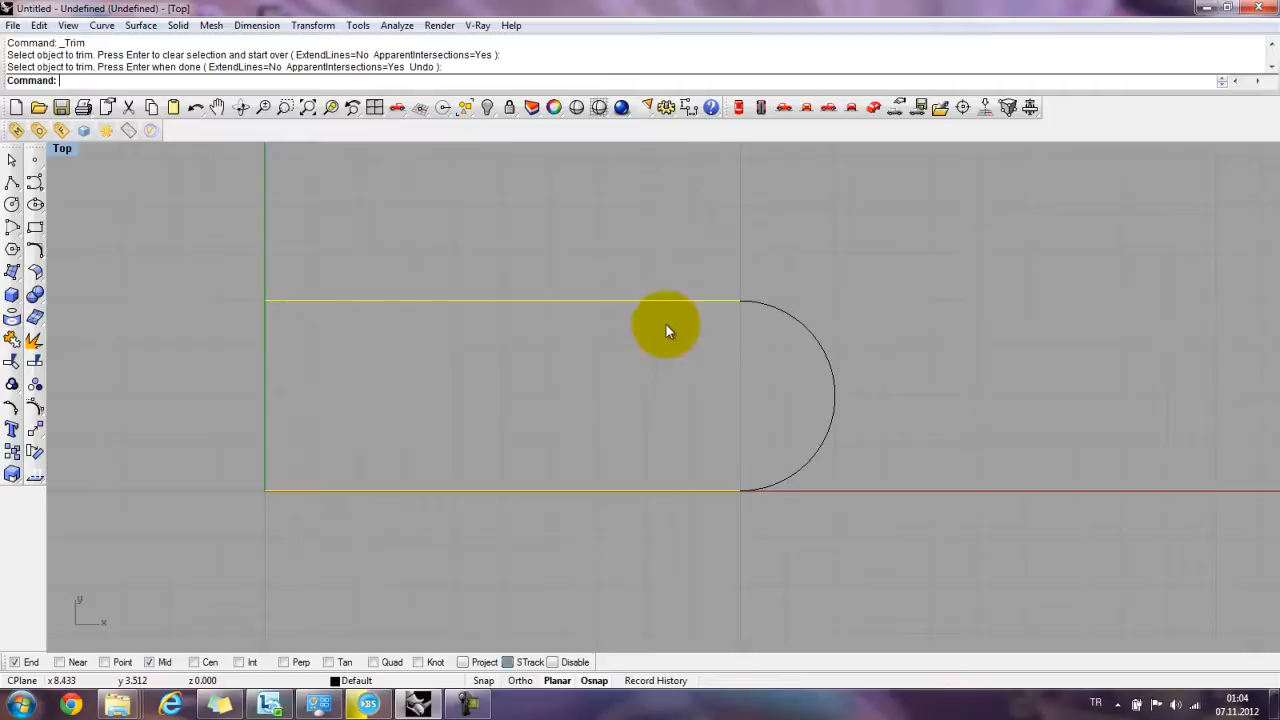 Untitled - Undefined (Undefined) - [Top]
File Edit View Curve Surface Solid Mesh Dimension Transform Tools Analyze Render V-Ray Help
Command: _Trim
Select object to trim. Press Enter to clear selection and start over ( ExtendLines=No ApparentIntersections=Yes ):
Select object to trim. Press Enter when done ( ExtendLines=No ApparentIntersections=Yes Undo ):
Command:
Top
y
x
End Near Point Mid Cen Int Perp Tan Quad Knot Project STrack Disable
CPlane x 8.433 y 3.512 z 0.000 Default Snap Ortho Planar Osnap Record History
BS
TR 01:04
07.11.2012